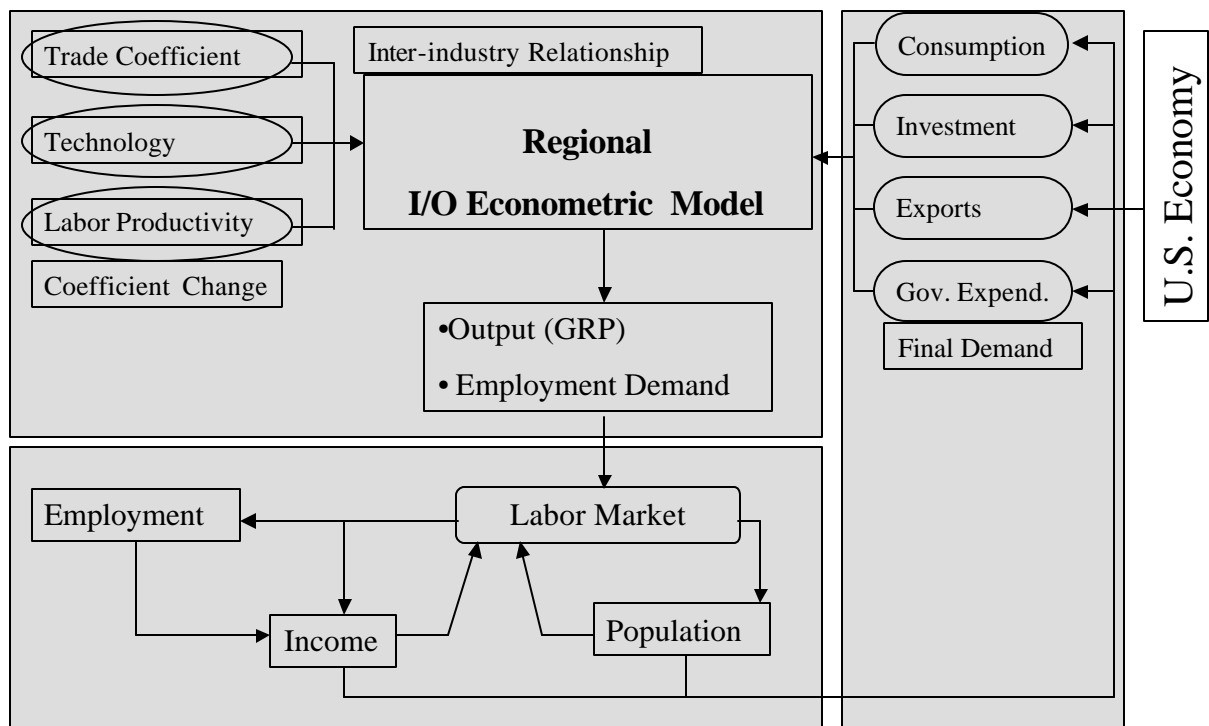 Trade Coefficient
Technology
Labor Productivity
Coefficient Change
Inter-industry Relationship
Regional
I/O Econometric Model
•Output (GRP)
• Employment Demand
Consumption
Investment
Exports
Gov. Expend.
Final Demand
U.S. Economy
Employment
Labor Market
Income
Population